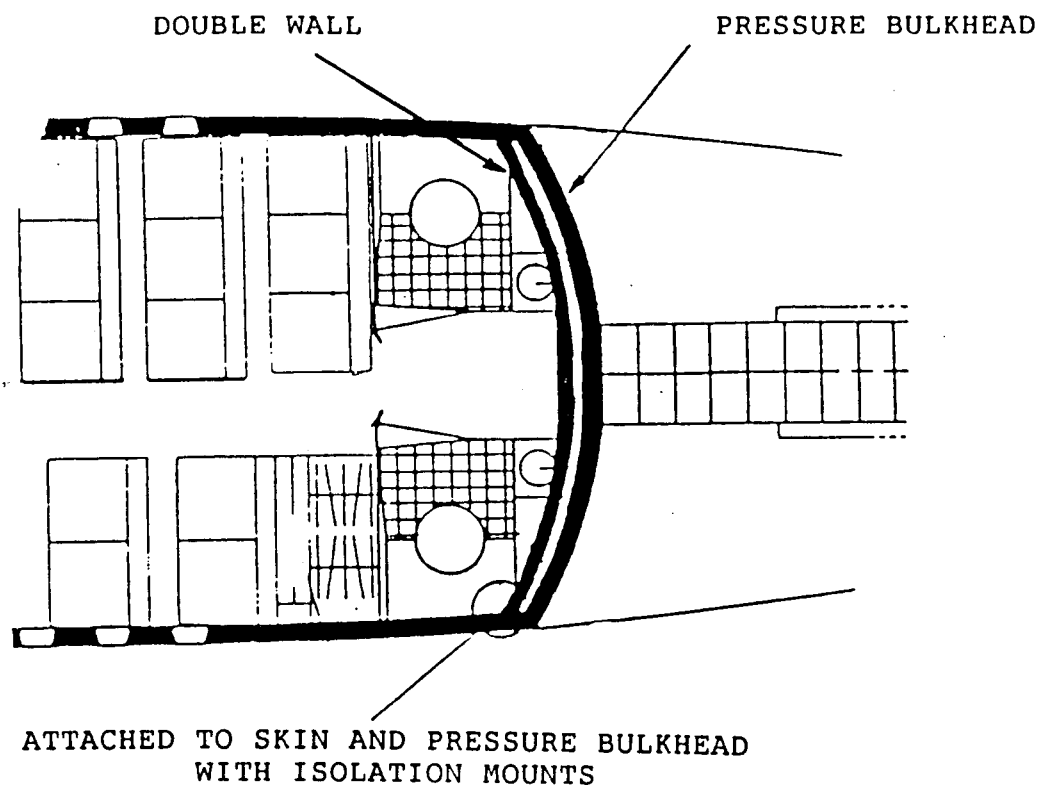 DOUBLE WALL
PRESSURE BULKHEAD
ATTACHED TO SKIN AND PRESSURE BULKHEAD
WITH ISOLATION MOUNTS